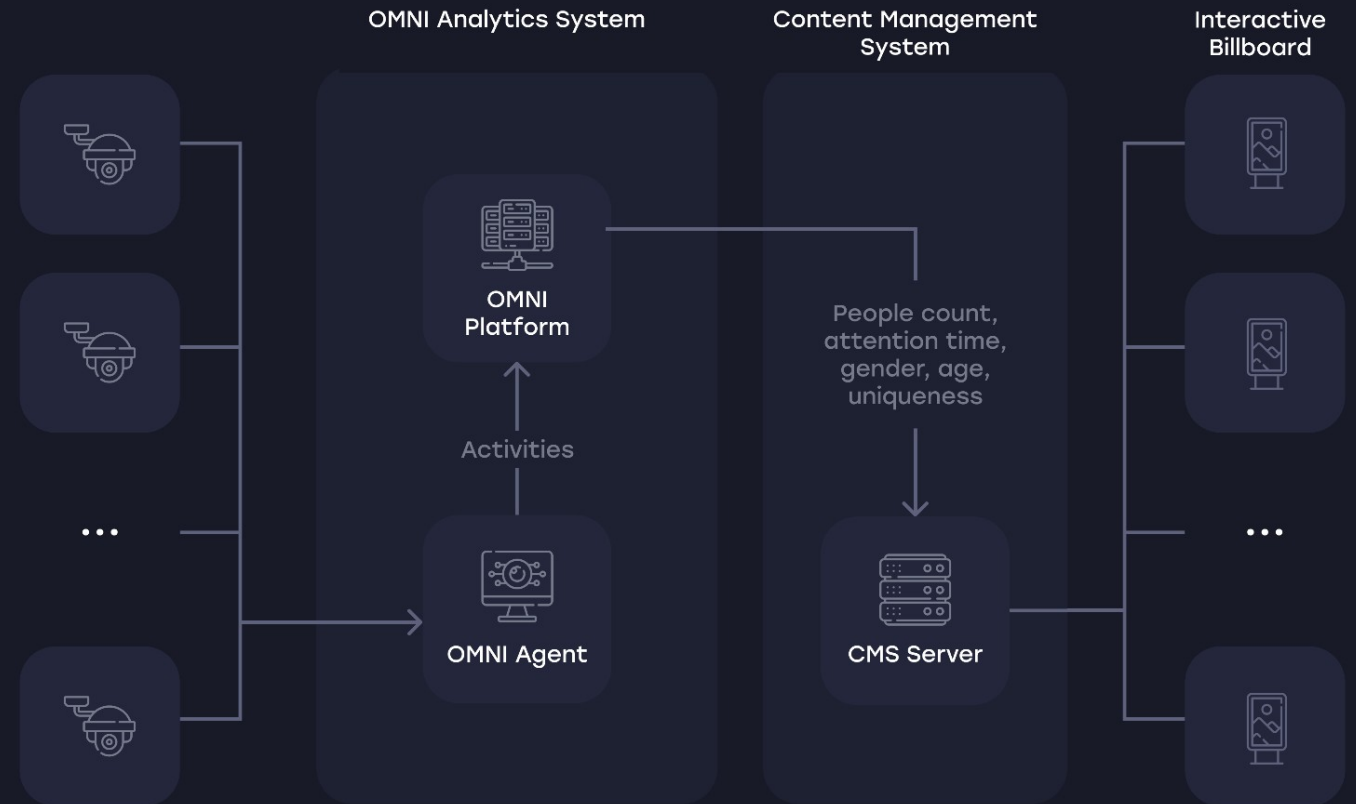 OMNI Analytics System
Content Management
System
Interactive
Billboard
OMNI
Platform
People count,
attention time,
gender, age,
uniqueness
Activities
...
...
OMNI Agent
CMS Server